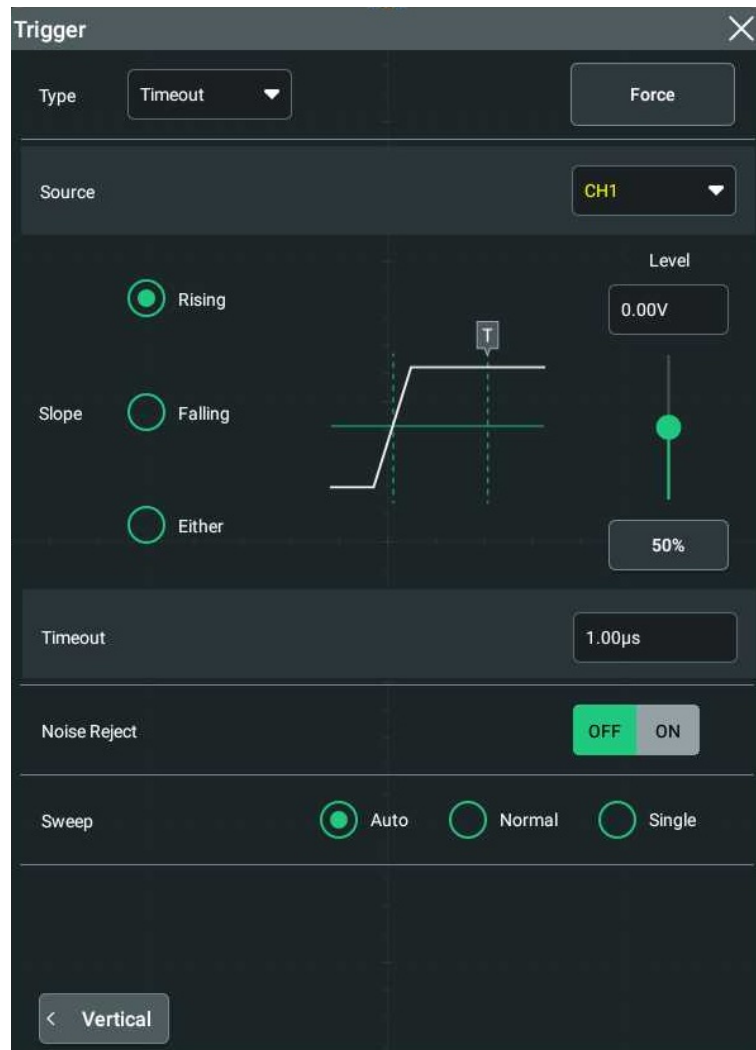 Trigger
Type Timeout Force
Source CH1
Level
Rising 0.00V
T
Slope Falling
Either 50%
Timeout 1.00µs
Noise Reject OFF ON
Sweep Auto Normal Single
< Vertical